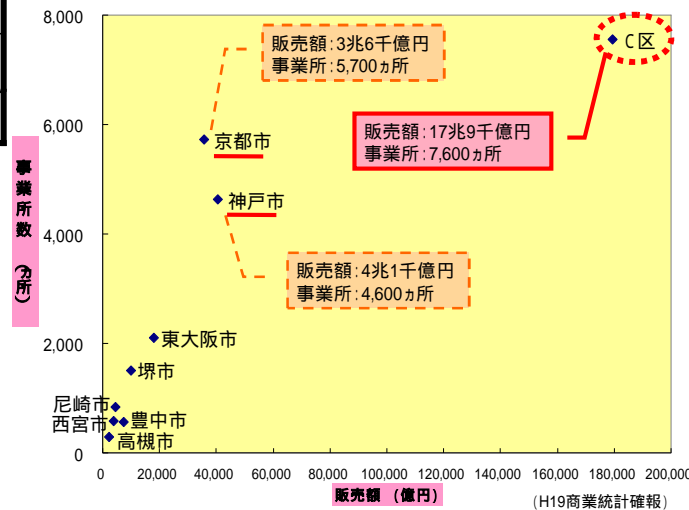 8,000
6,000
4,000
2,000
0
事業所数 (カ所)
販売額:3兆6千億円
事業所:5,700ヵ所
C区
販売額:17兆9千億円
事業所:7,600ヵ所
京都市
神戸市
販売額:4兆1千億円
事業所:4,600ヵ所
東大阪市
堺市
尼崎市
西宮市
豊中市
高槻市
0 20,000 40,000 60,000 80,000 100,000 120,000 140,000 160,000 180,000 200,000
販売額 (億円)
(H19商業統計確報)